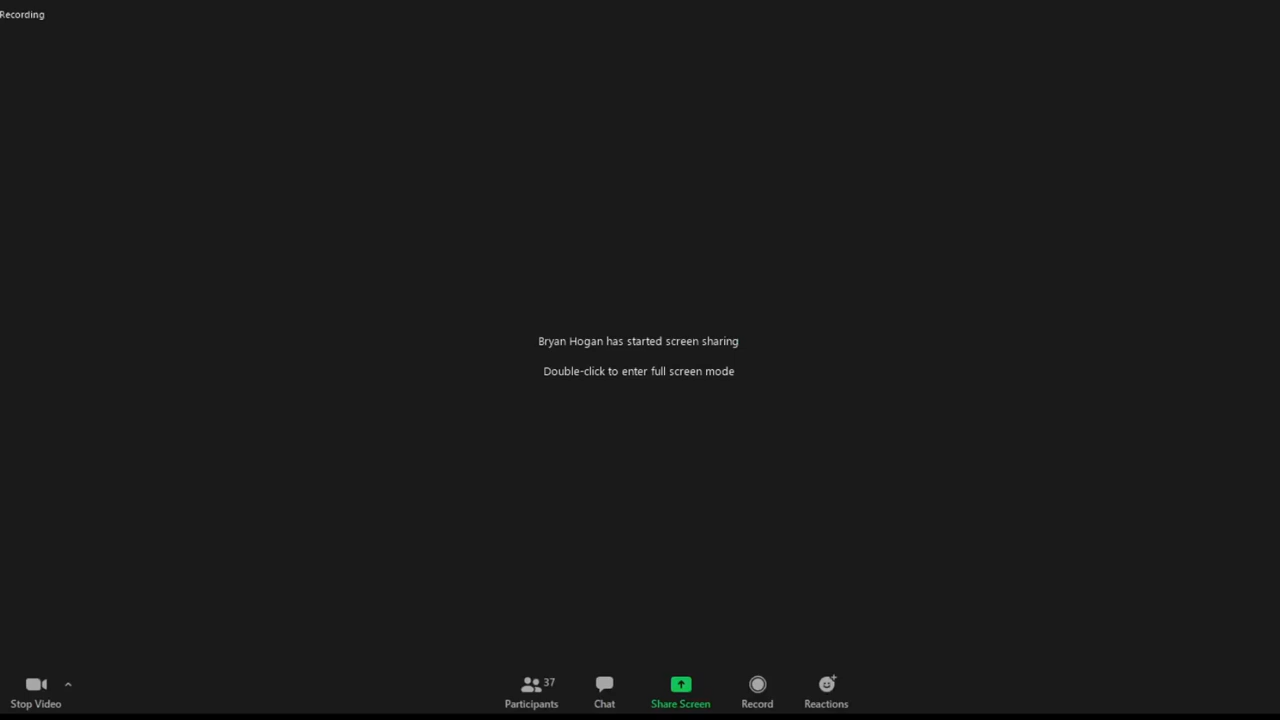 Recording
Bryan Hogan has started screen sharing
Double-click to enter full screen mode
37
Stop Video
Participants
Chat
Share Screen
Record
Reactions